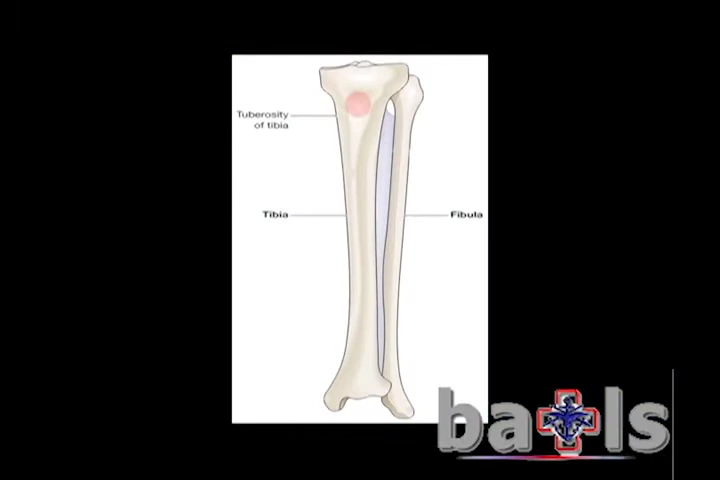 Tuberosity
of tibia
Tibia
Fibula
batls